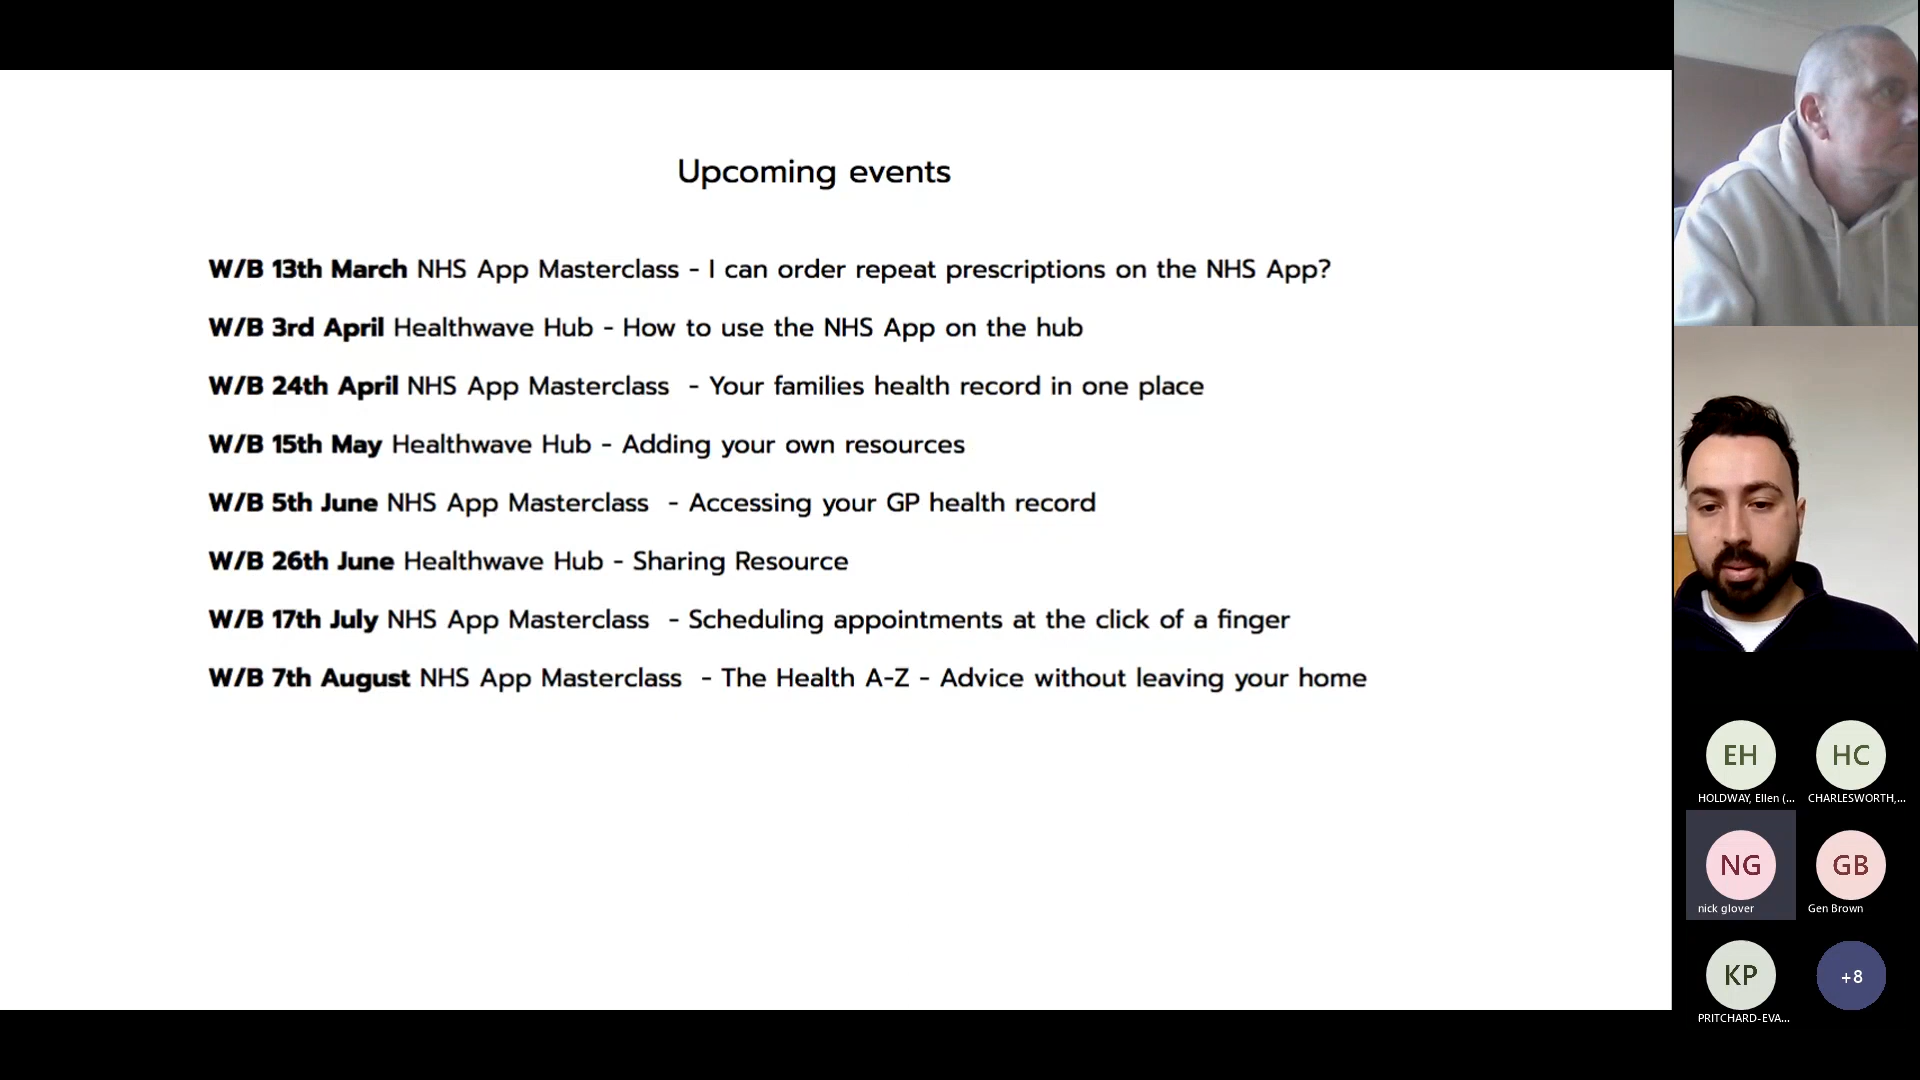 Upcoming events
W/B 13th March NHS App Masterclass - I can order repeat prescriptions on the NHS App?
W/B 3rd April Healthwave Hub - How to use the NHS App on the hub
W/B 24th April NHS App Masterclass - Your families health record in one place
W/B 15th May Healthwave Hub - Adding your own resources
W/B 5th June NHS App Masterclass - Accessing your GP health record
W/B 26th June Healthwave Hub - Sharing Resource
W/B 17th July NHS App Masterclass - Scheduling appointments at the click of a finger
W/B 7th August NHS App Masterclass - The Health A-Z - Advice without leaving your home
EH HC
HOLDWAY, Ellen (... CHARLESWORTH,...
NG GB
nick glover Gen Brown
KP +8
PRITCHARD-EVA...